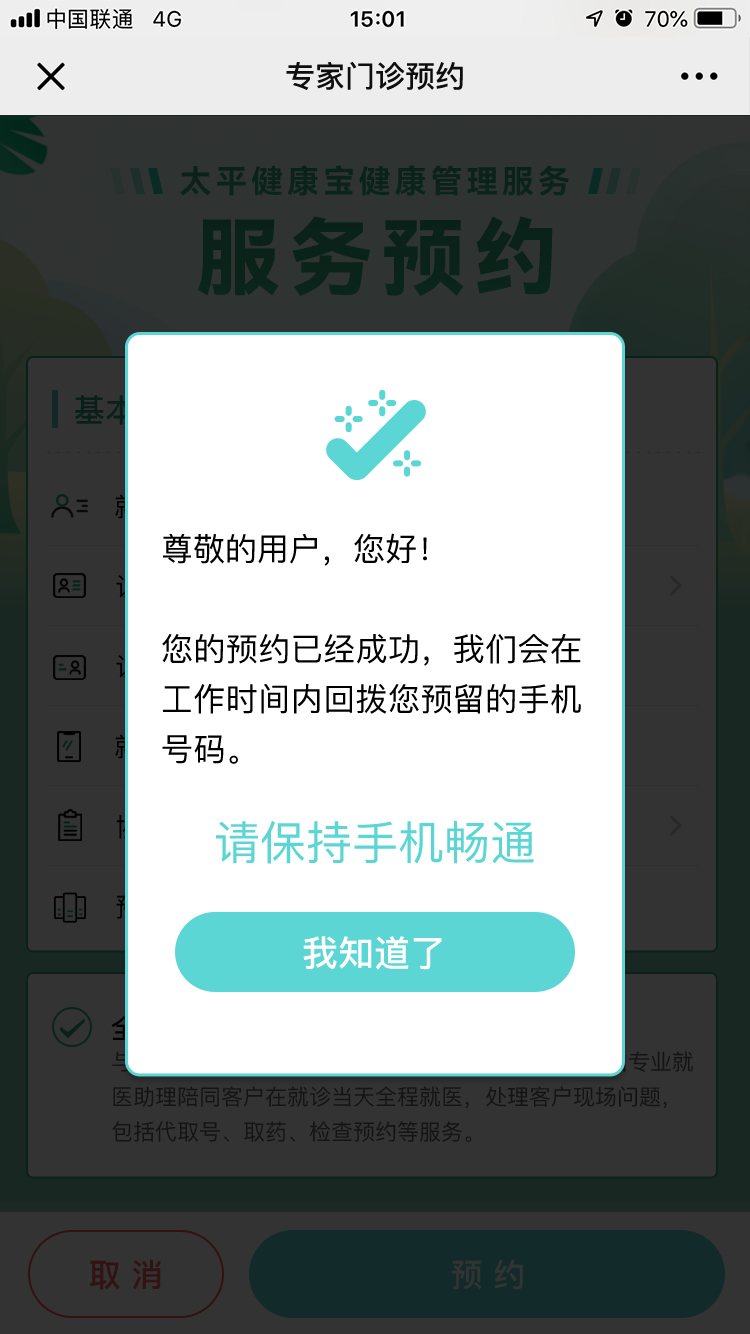 中国联通 4G 15:01 70%
专家门诊预约
太平健康宝健康管理服务
服务预约
基本
尊敬的用户，您好！
您的预约已经成功，我们会在
工作时间内回拨您预留的手机
号码。
请保持手机畅通
我知道了
专业就
医助理陪同客户在就诊当天全程就医，处理客户现场问题，
包括代取号、取药、检查预约等服务。
取消 预约